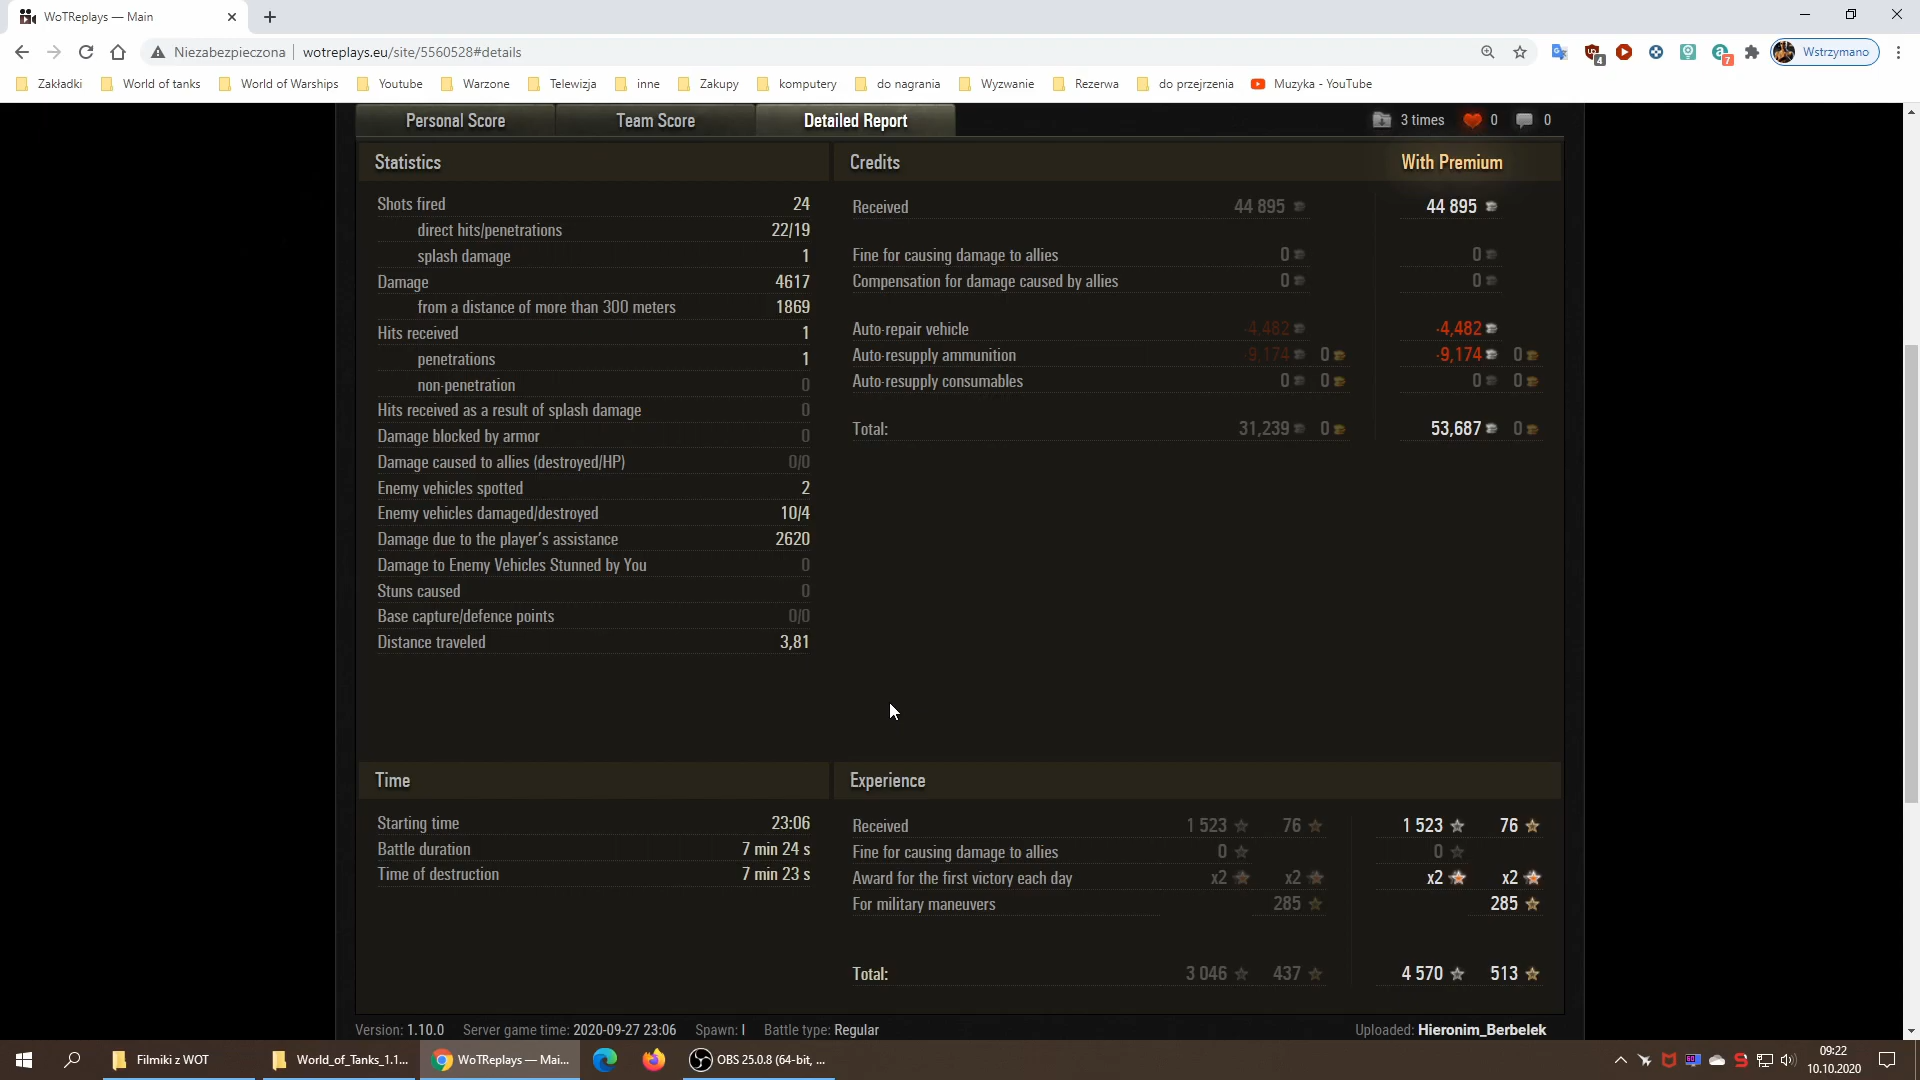 WoTReplays — Main
Niezabezpieczona wotreplays.eu/site/5560528#details 4 7 Wstrzymano
Zakładki World of tanks World of Warships Youtube Warzone Telewizja inne Zakupy komputery do nagrania Wyzwanie Rezerwa do przejrzenia Muzyka - YouTube
Personal Score Team Score Detailed Report 3 times 0 0
Statistics
Shots fired 24
direct hits/penetrations 22/19
splash damage 1
Damage 4617
from a distance of more than 300 meters 1869
Hits received 1
penetrations 1
non-penetration 0
Hits received as a result of splash damage 0
Damage blocked by armor 0
Damage caused to allies (destroyed/HP) 0/0
Enemy vehicles spotted 2
Enemy vehicles damaged/destroyed 10/4
Damage due to the player's assistance 2620
Damage to Enemy Vehicles Stunned by You 0
Stuns caused 0
Base capture/defence points 0/0
Distance traveled 3,81
Credits With Premium
Received 44 895 44 895
Fine for causing damage to allies 0 0
Compensation for damage caused by allies 0 0
Auto-repair vehicle -4,482 -4,482
Auto-resupply ammunition -9,174 0 -9,174 0
Auto-resupply consumables 0 0 0 0
Total: 31,239 0 53,687 0
Time
Starting time 23:06
Battle duration 7 min 24 s
Time of destruction 7 min 23 s
Experience
Received 1 523 76 1 523 76
Fine for causing damage to allies 0 0
Award for the first victory each day x2 x2 x2 x2
For military maneuvers 285 285
Total: 3 046 437 4 570 513
Version: 1.10.0 Server game time: 2020-09-27 23:06 Spawn: I Battle type: Regular Uploaded: Hieronim_Berbelek
Filmiki z WOT World_of_Tanks_1.1... WoTReplays — Mai... OBS 25.0.8 (64-bit, ... 09:22
10.10.2020